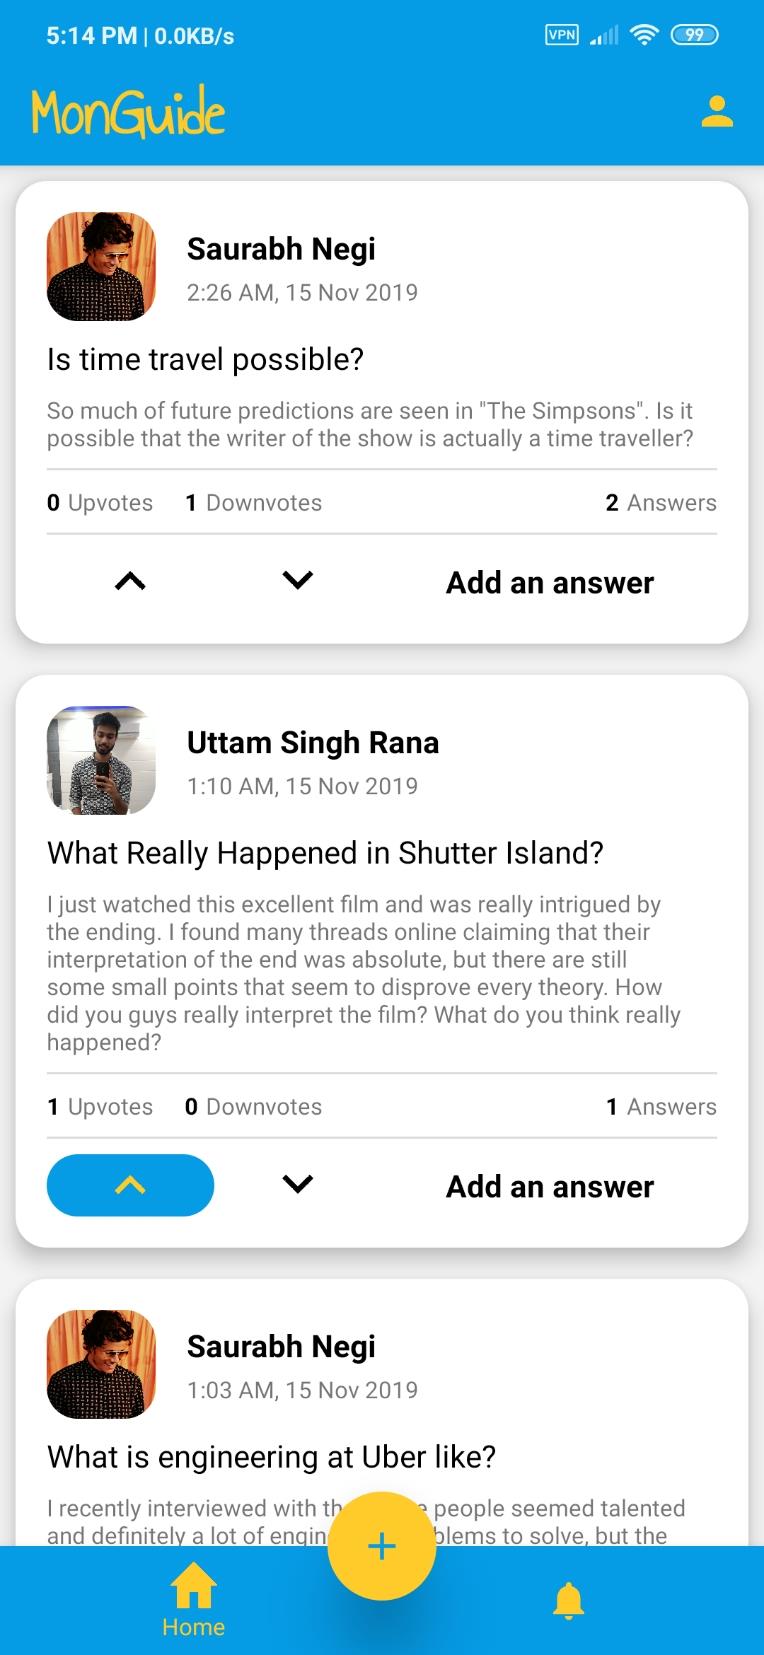 5:14 PM | 0.0KB/s VPN 99
MonGuide
Saurabh Negi
2:26 AM, 15 Nov 2019
Is time travel possible?
So much of future predictions are seen in "The Simpsons". Is it
possible that the writer of the show is actually a time traveller?
0 Upvotes 1 Downvotes 2 Answers
Add an answer
Uttam Singh Rana
1:10 AM, 15 Nov 2019
What Really Happened in Shutter Island?
I just watched this excellent film and was really intrigued by
the ending. I found many threads online claiming that their
interpretation of the end was absolute, but there are still
some small points that seem to disprove every theory. How
did you guys really interpret the film? What do you think really
happened?
1 Upvotes 0 Downvotes 1 Answers
Add an answer
Saurabh Negi
1:03 AM, 15 Nov 2019
What is engineering at Uber like?
I recently interviewed with people seemed talented
and definitely a lot of to solve, but the
+
Home